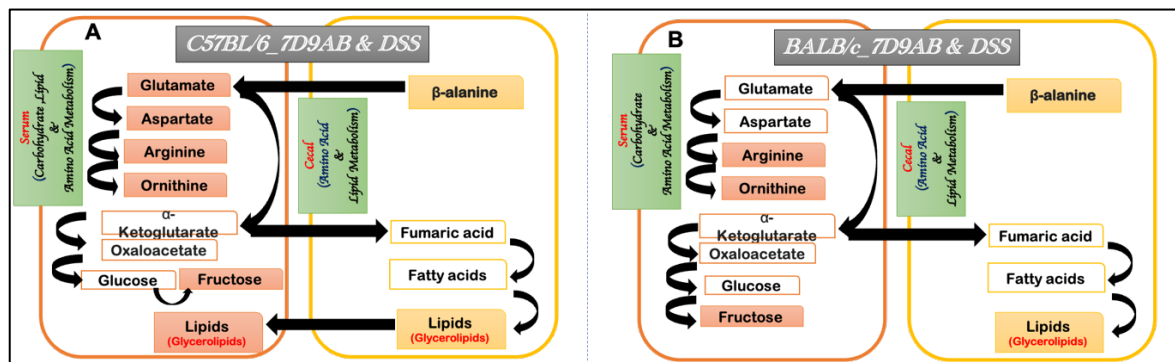 A
C57BL/6_7D9AB & DSS
Serum
(Carbohydrate ,Lipid
&
Amino Acid Metabolism)
Glutamate
Aspartate
Arginine
Ornithine
α-
Ketoglutarate
Oxaloacetate
Glucose
Fructose
Lipids
(Glycerolipids)
β-alanine
Cecal
(Amino Acid
&
Lipid Metabolism)
Fumaric acid
Fatty acids
Lipids
(Glycerolipids)
B
BALB/c_7D9AB & DSS
Serum
(Carbohydrate
&
Amino Acid Metabolism)
Glutamate
Aspartate
Arginine
Ornithine
α-
Ketoglutarate
Oxaloacetate
Glucose
Fructose
β-alanine
Cecal
(Amino Acid
&
Lipid Metabolism)
Fumaric acid
Fatty acids
Lipids
(Glycerolipids)